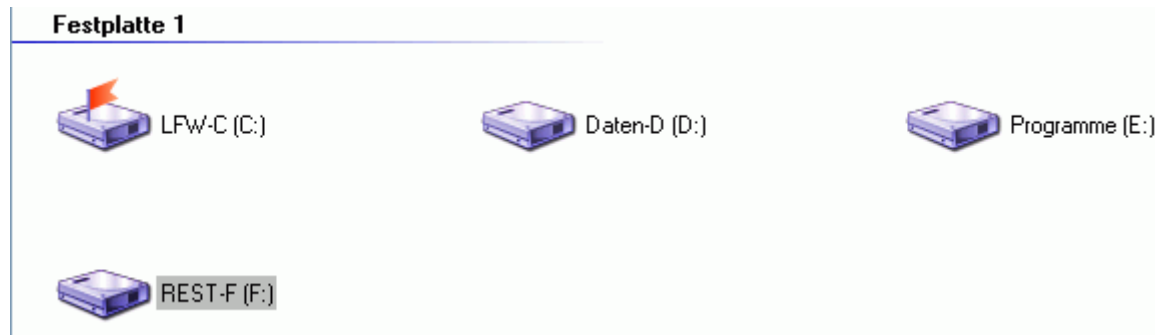 Festplatte 1
LFW-C (C:)
Daten-D (D:)
Programme (E:)
REST-F (F:)